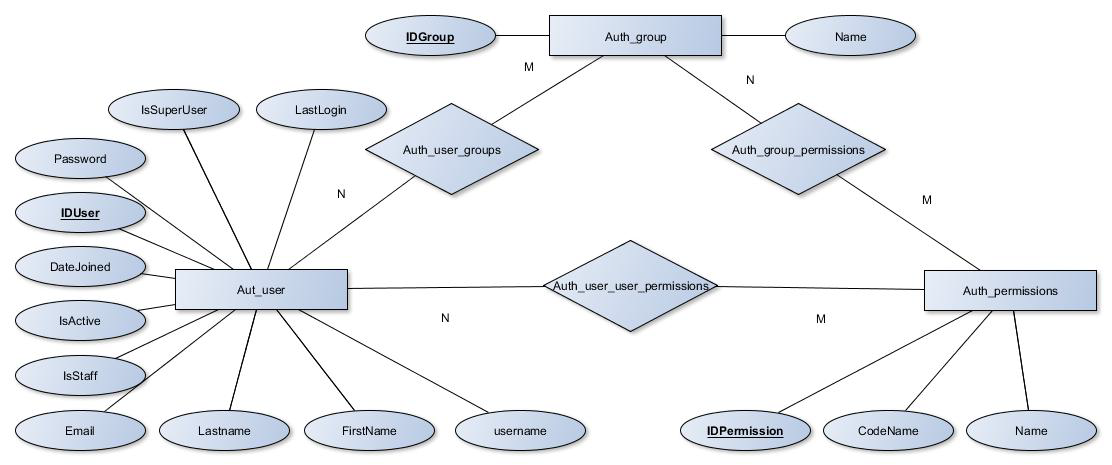 IDGroup
Auth_group
Name
M
N
IsSuperUser
LastLogin
Auth_user_groups
Auth_group_permissions
Password
N
M
IDUser
DateJoined
Aut_user
Auth_user_user_permissions
Auth_permissions
IsActive
N
M
IsStaff
Email
Lastname
FirstName
username
IDPermission
CodeName
Name